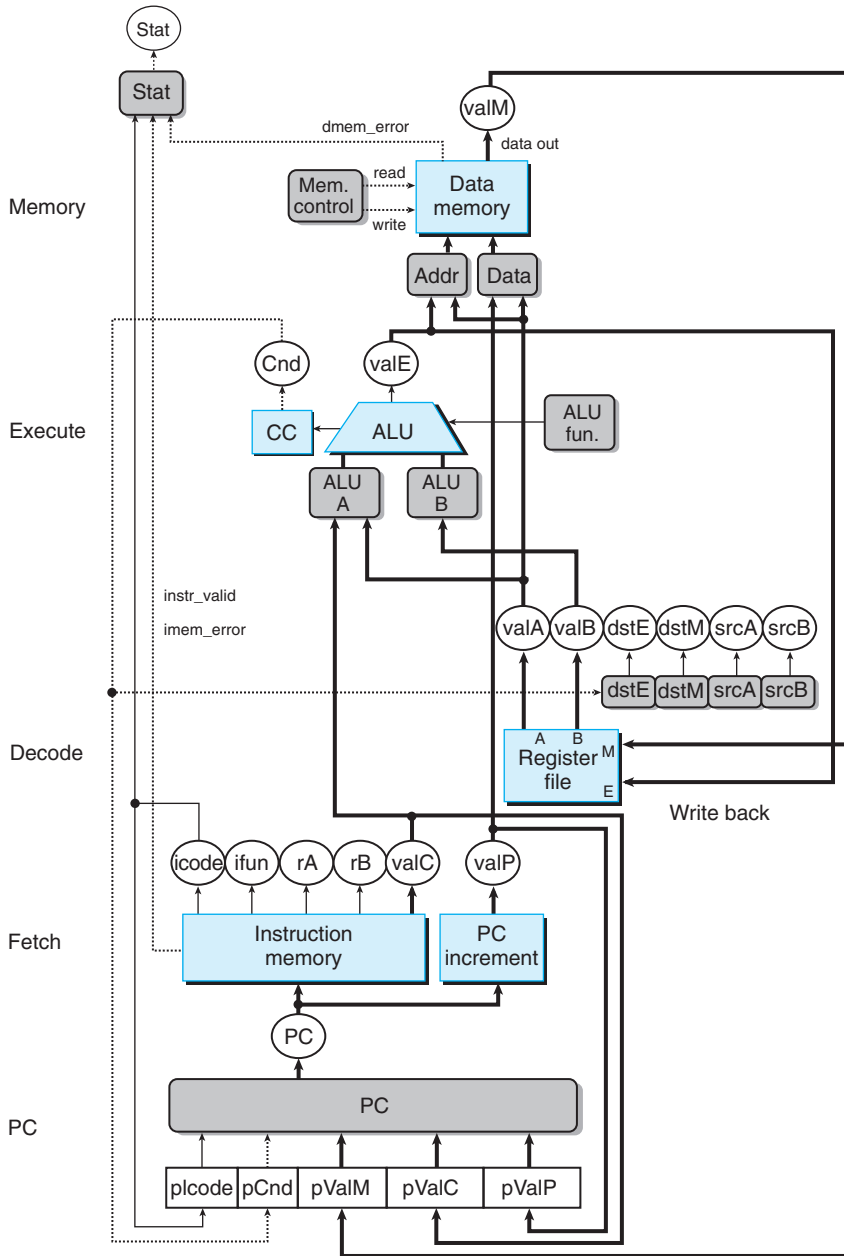 Stat
Stat
valM
dmem_error
data out
read
Mem.
control
Data
memory
write
Memory
Addr
Data
Cnd
valE
ALU
fun.
Execute
CC
ALU
ALU
A
ALU
B
instr_valid
imem_error
valA
valB
dstE
dstM
srcA
srcB
dstE
dstM
srcA
srcB
A
B
M
Register
file
E
Decode
Write back
icode
ifun
rA
rB
valC
valP
Fetch
Instruction
memory
PC
increment
PC
PC
PC
pIcode
pCnd
pValM
pValC
pValP